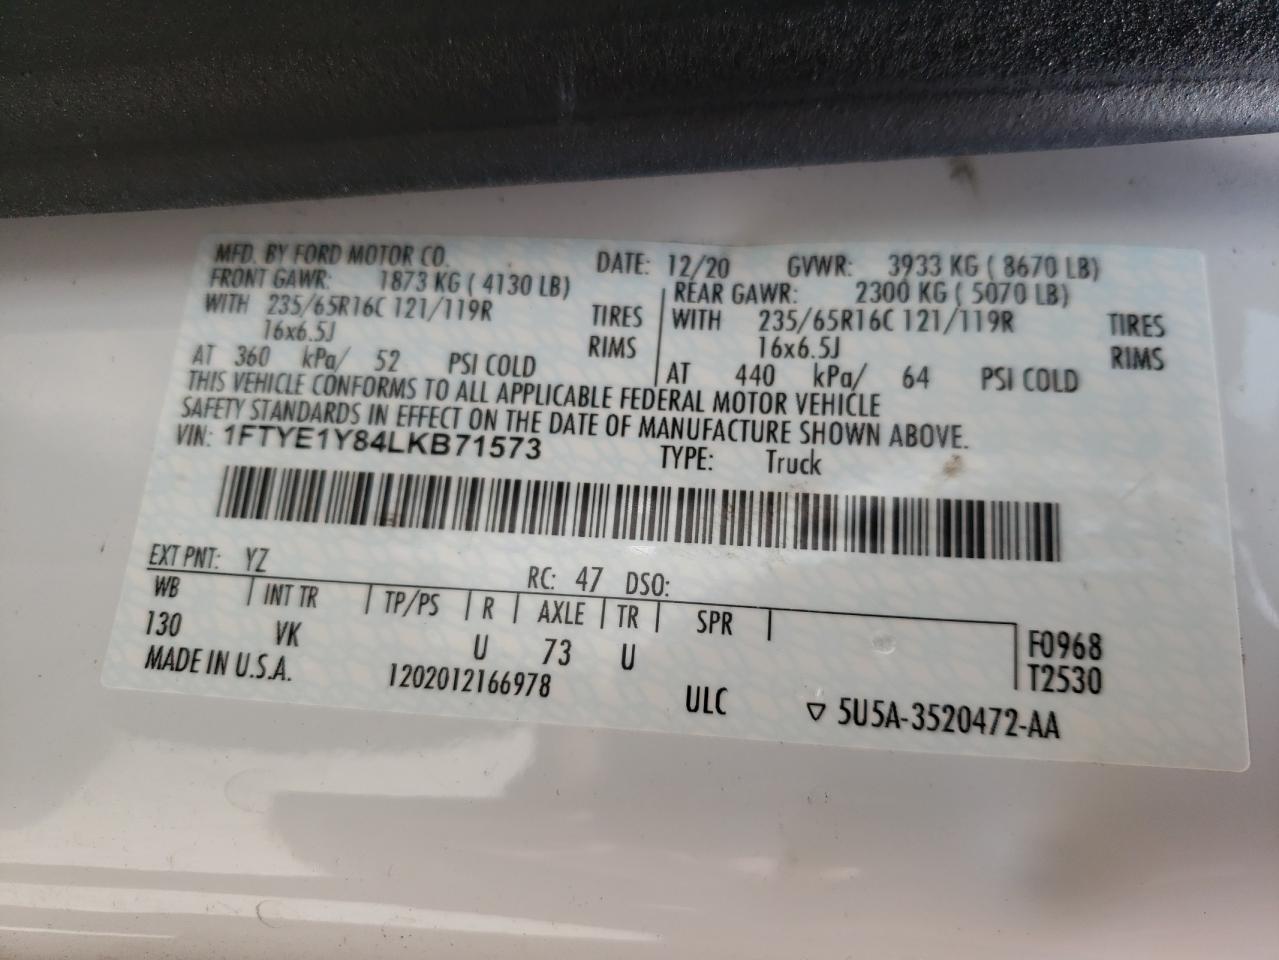 MFD. BY FORD MOTOR CO. DATE: 12/20 GVWR: 3933 KG ( 8670 LB)
FRONT GAWR: 1873 KG ( 4130 LB) REAR GAWR: 2300 KG ( 5070 LB)
WITH 235/65R16C 121/119R TIRES WITH 235/65R16C 121/119R TIRES
16x6.5J RIMS 16x6.5J RIMS
AT 360 kPa/ 52 PSI COLD AT 440 kPa/ 64 PSI COLD
THIS VEHICLE CONFORMS TO ALL APPLICABLE FEDERAL MOTOR VEHICLE
SAFETY STANDARDS IN EFFECT ON THE DATE OF MANUFACTURE SHOWN ABOVE.
VIN: 1FTYE1Y84LKB71573 TYPE: Truck
EXT PNT: YZ RC: 47 DSO:
WB INT TR TP/PS R AXLE TR SPR
130 VK U 73 U F0968
T2530
MADE IN U.S.A. 1202012166978 ULC ▽ 5U5A-3520472-AA